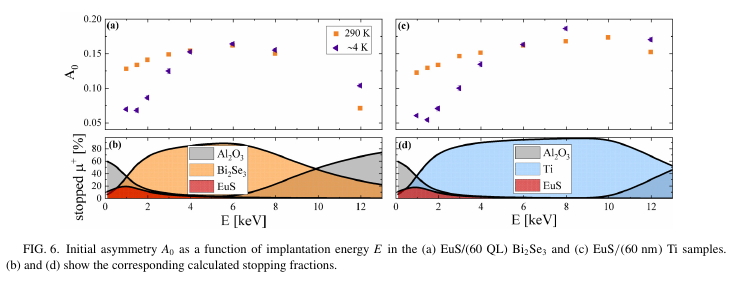 (a)
290 K
~4 K
A₀
0.20
0.15
0.10
0.05
(c)
(b)
Al₂O₃
Bi₂Se₃
EuS
stopped μ⁺ [%]
80
60
40
20
0
0 2 4 6 8 10 12
E [keV]
(d)
Al₂O₃
Ti
EuS
0 2 4 6 8 10 12
E [keV]
FIG. 6. Initial asymmetry A₀ as a function of implantation energy E in the (a) EuS/(60 QL) Bi₂Se₃ and (c) EuS/(60 nm) Ti samples.
(b) and (d) show the corresponding calculated stopping fractions.